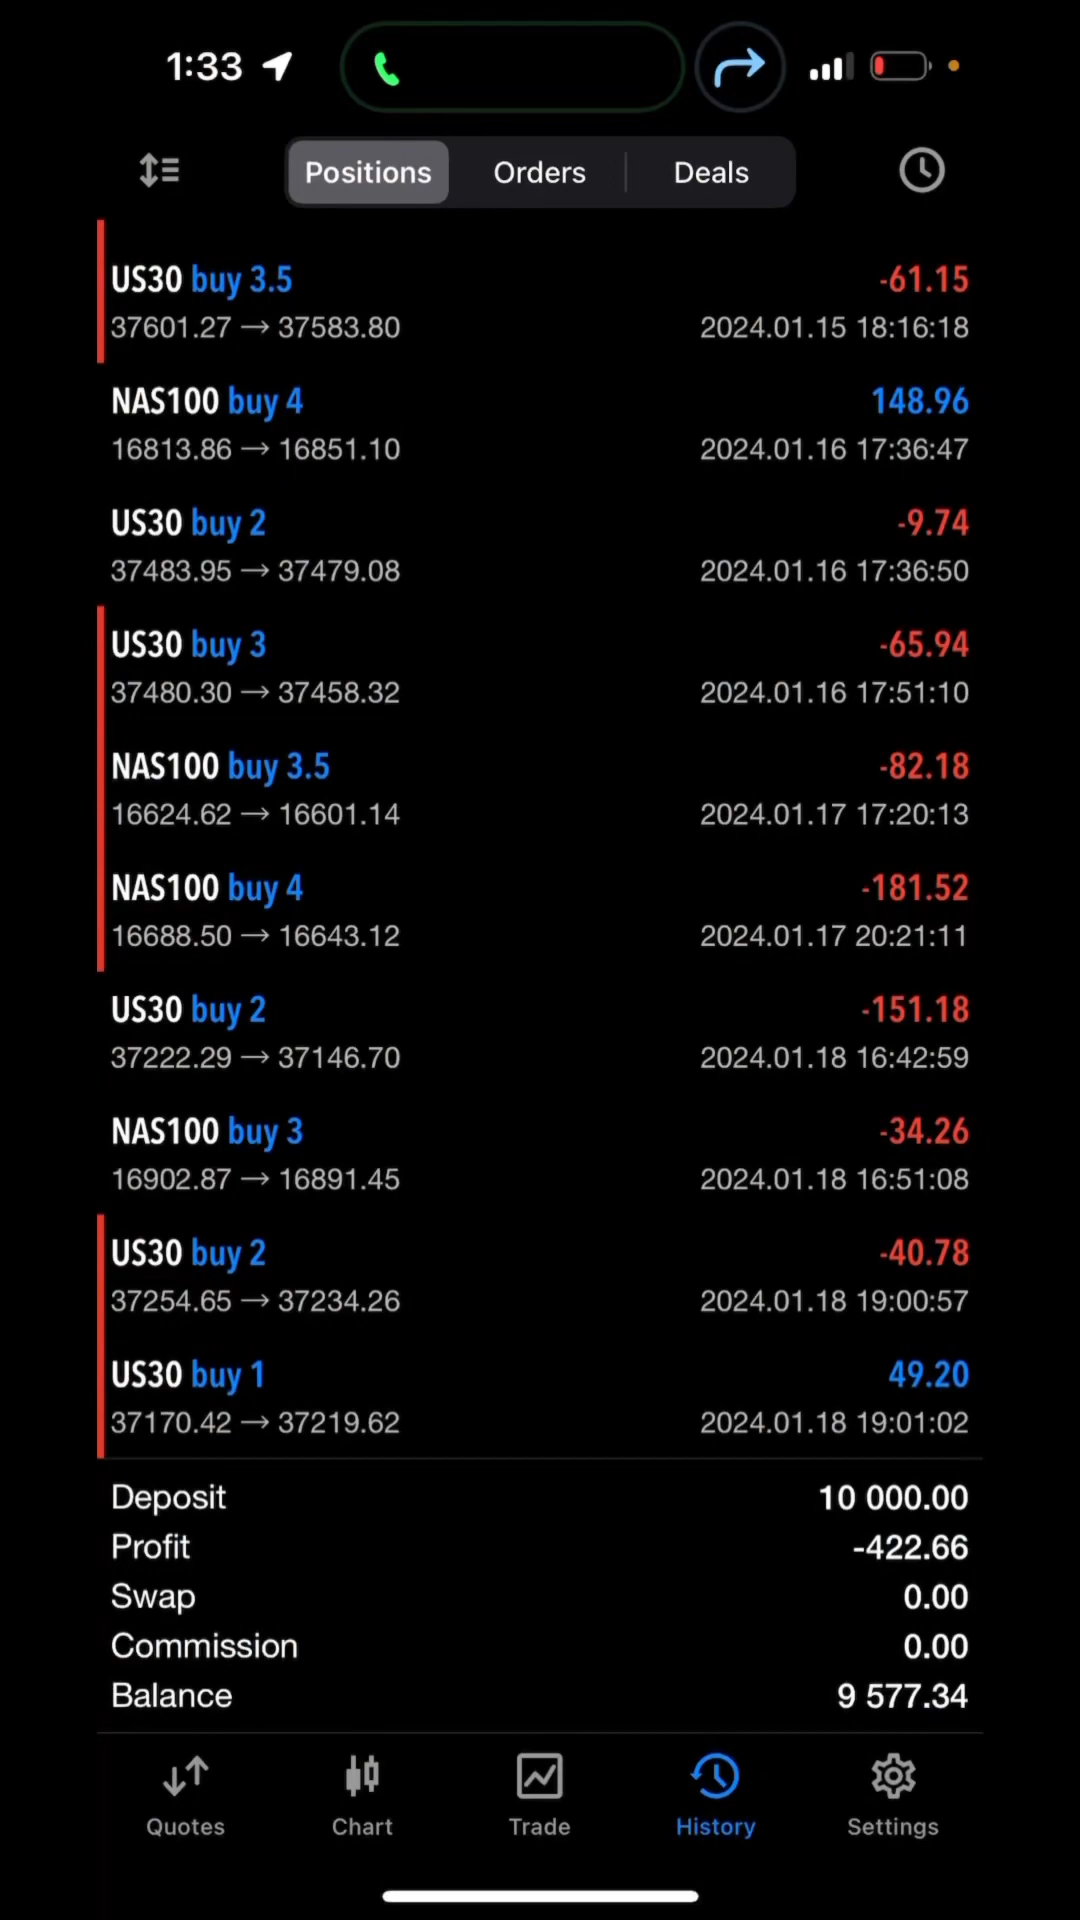 1:33
Positions Orders Deals
US30 buy 3.5 -61.15
37601.27 → 37583.80 2024.01.15 18:16:18
NAS100 buy 4 148.96
16813.86 → 16851.10 2024.01.16 17:36:47
US30 buy 2 -9.74
37483.95 → 37479.08 2024.01.16 17:36:50
US30 buy 3 -65.94
37480.30 → 37458.32 2024.01.16 17:51:10
NAS100 buy 3.5 -82.18
16624.62 → 16601.14 2024.01.17 17:20:13
NAS100 buy 4 -181.52
16688.50 → 16643.12 2024.01.17 20:21:11
US30 buy 2 -151.18
37222.29 → 37146.70 2024.01.18 16:42:59
NAS100 buy 3 -34.26
16902.87 → 16891.45 2024.01.18 16:51:08
US30 buy 2 -40.78
37254.65 → 37234.26 2024.01.18 19:00:57
US30 buy 1 49.20
37170.42 → 37219.62 2024.01.18 19:01:02
Deposit 10 000.00
Profit -422.66
Swap 0.00
Commission 0.00
Balance 9 577.34
Quotes Chart Trade History Settings